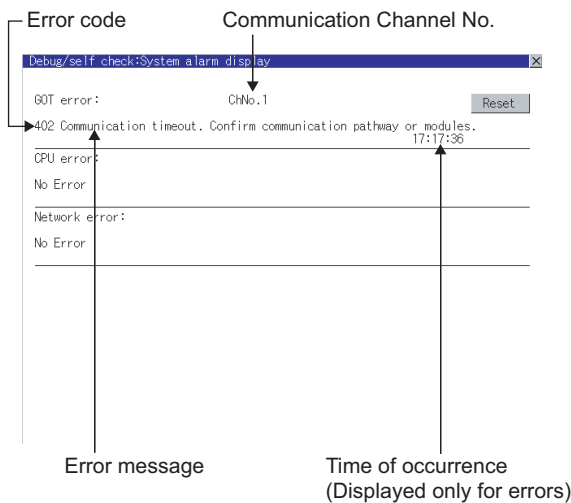 Error code
Communication Channel No.
Debug/self check:System alarm display
GOT error: ChNo.1 Reset
402 Communication timeout. Confirm communication pathway or modules.
17:17:36
CPU error:
No Error
Network error:
No Error
Error message
Time of occurrence
(Displayed only for errors)